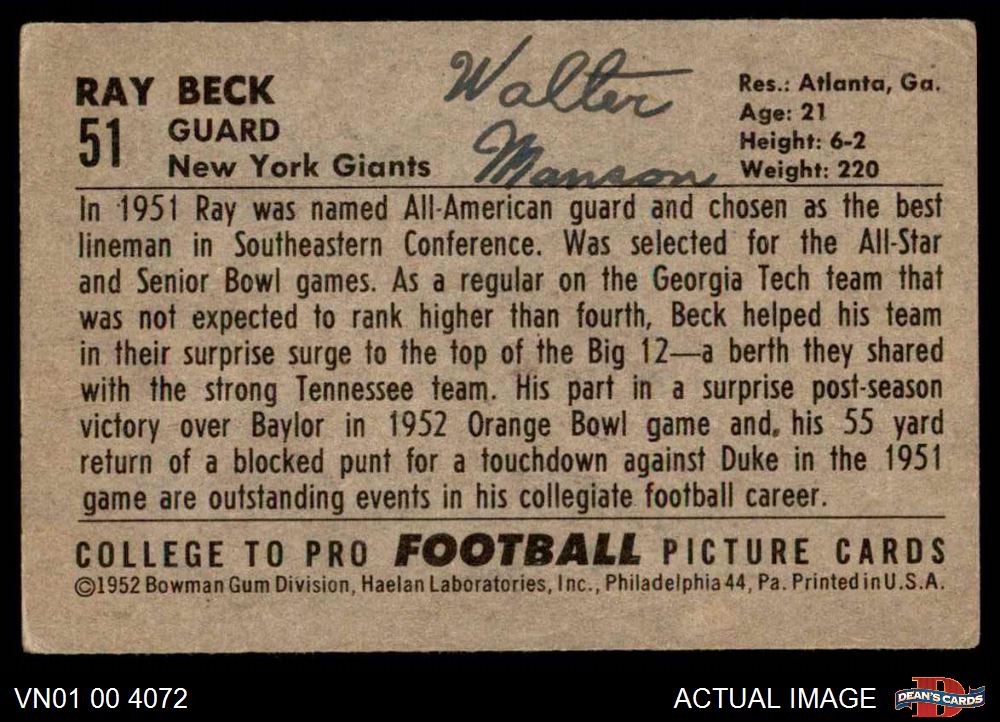 RAY BECK
51 GUARD
New York Giants
Walter
Manson
Res.: Atlanta, Ga.
Age: 21
Height: 6-2
Weight: 220
In 1951 Ray was named All-American guard and chosen as the best
lineman in Southeastern Conference. Was selected for the All-Star
and Senior Bowl games. As a regular on the Georgia Tech team that
was not expected to rank higher than fourth, Beck helped his team
in their surprise surge to the top of the Big 12—a berth they shared
with the strong Tennessee team. His part in a surprise post-season
victory over Baylor in 1952 Orange Bowl game and his 55 yard
return of a blocked punt for a touchdown against Duke in the 1951
game are outstanding events in his collegiate football career.
COLLEGE TO PRO FOOTBALL PICTURE CARDS
©1952 Bowman Gum Division, Haelan Laboratories, Inc., Philadelphia 44, Pa. Printed in U.S.A.
VN01 00 4072
ACTUAL IMAGE
DEAN'S CARDS